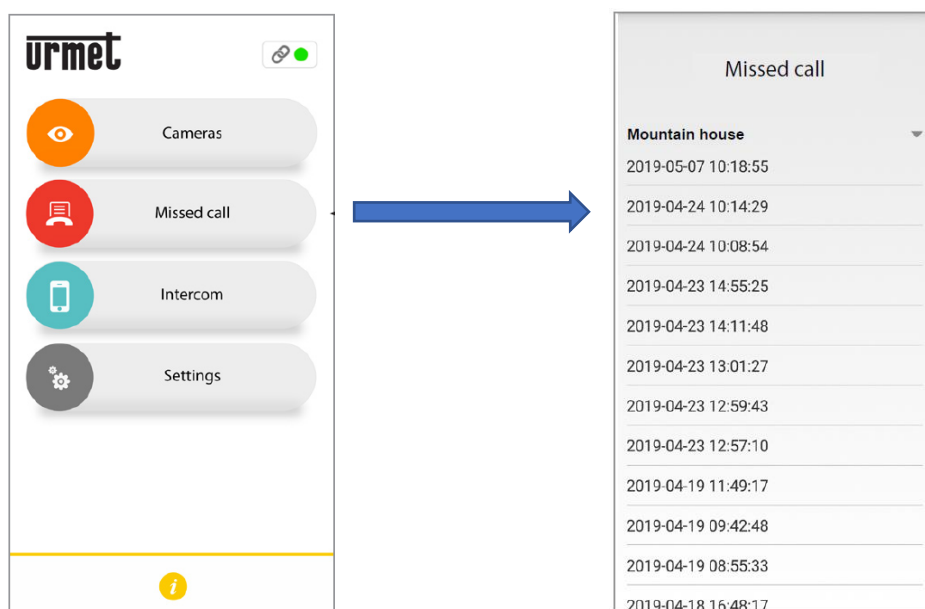 urmet
Cameras
Missed call
Intercom
Settings
i
Missed call
Mountain house
2019-05-07 10:18:55
2019-04-24 10:14:29
2019-04-24 10:08:54
2019-04-23 14:55:25
2019-04-23 14:11:48
2019-04-23 13:01:27
2019-04-23 12:59:43
2019-04-23 12:57:10
2019-04-19 11:49:17
2019-04-19 09:42:48
2019-04-19 08:55:33
2019-04-18 16:48:17